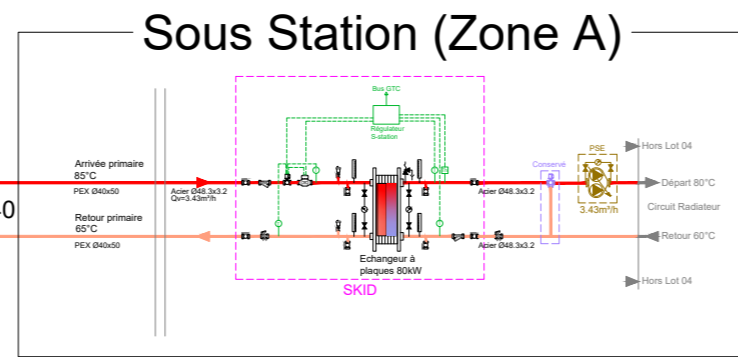 Sous Station (Zone A)
Bus GTC
Régulateur
S-station
PSE
Hors Lot 04
Conservé
Arrivée primaire
85°C
PEX Ø40x50
Acier Ø48.3x3.2
Qv=3.43m³/h
Acier Ø48.3x3.2
Départ 80°C
3.43m³/h
Circuit Radiateur
Retour primaire
65°C
PEX Ø40x50
Acier Ø48.3x3.2
Retour 60°C
Echangeur à
plaques 80kW
SKID
Hors Lot 04